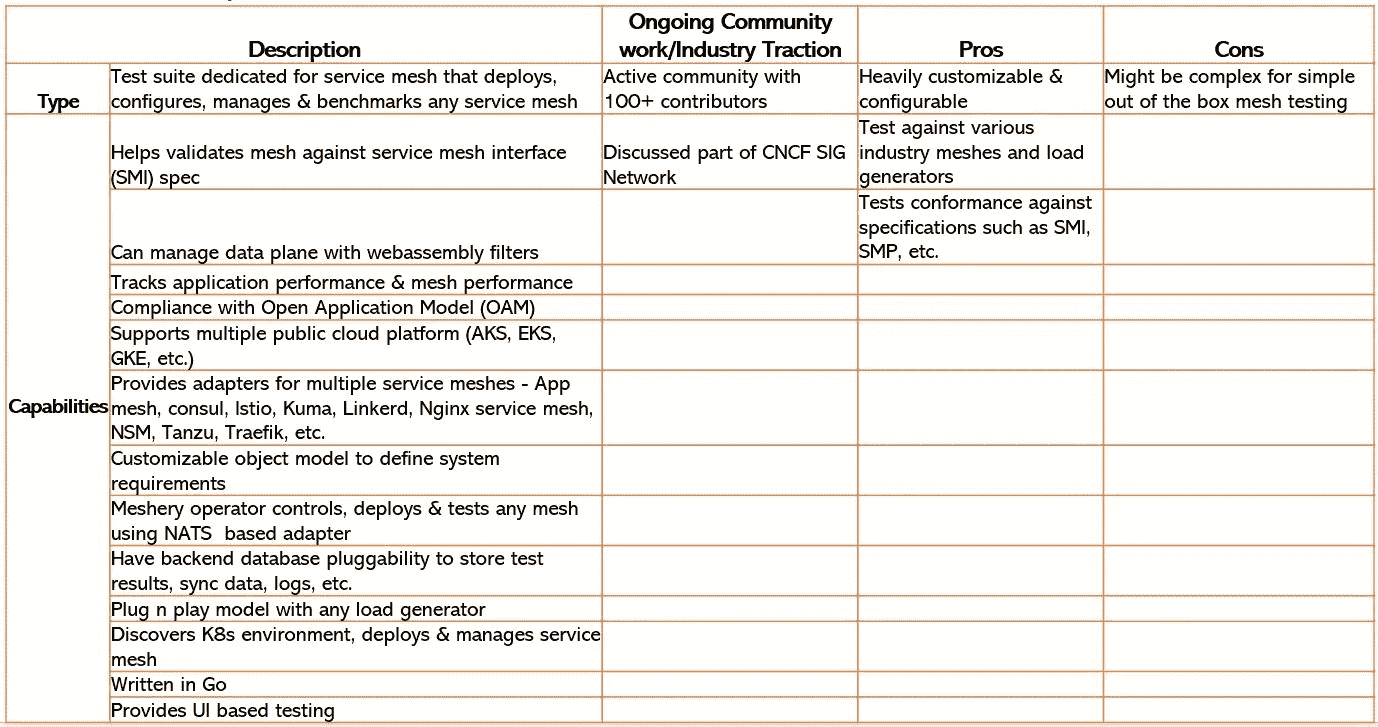 Description
Ongoing Community
work/Industry Traction
Pros
Cons
Type
Test suite dedicated for service mesh that deploys,
configures, manages & benchmarks any service mesh
Active community with
100+ contributors
Heavily customizable &
configurable
Might be complex for simple
out of the box mesh testing
Capabilities
Helps validates mesh against service mesh interface
(SMI) spec
Discussed part of CNCF SIG
Network
Test against various
industry meshes and load
generators
Can manage data plane with webassembly filters
Tests conformance against
specifications such as SMI,
SMP, etc.
Tracks application performance & mesh performance
Compliance with Open Application Model (OAM)
Supports multiple public cloud platform (AKS, EKS,
GKE, etc.)
Provides adapters for multiple service meshes - App
mesh, consul, Istio, Kuma, Linkerd, Nginx service mesh,
NSM, Tanzu, Traefik, etc.
Customizable object model to define system
requirements
Meshery operator controls, deploys & tests any mesh
using NATS  based adapter
Have backend database pluggability to store test
results, sync data, logs, etc.
Plug n play model with any load generator
Discovers K8s environment, deploys & manages service
mesh
Written in Go
Provides UI based testing